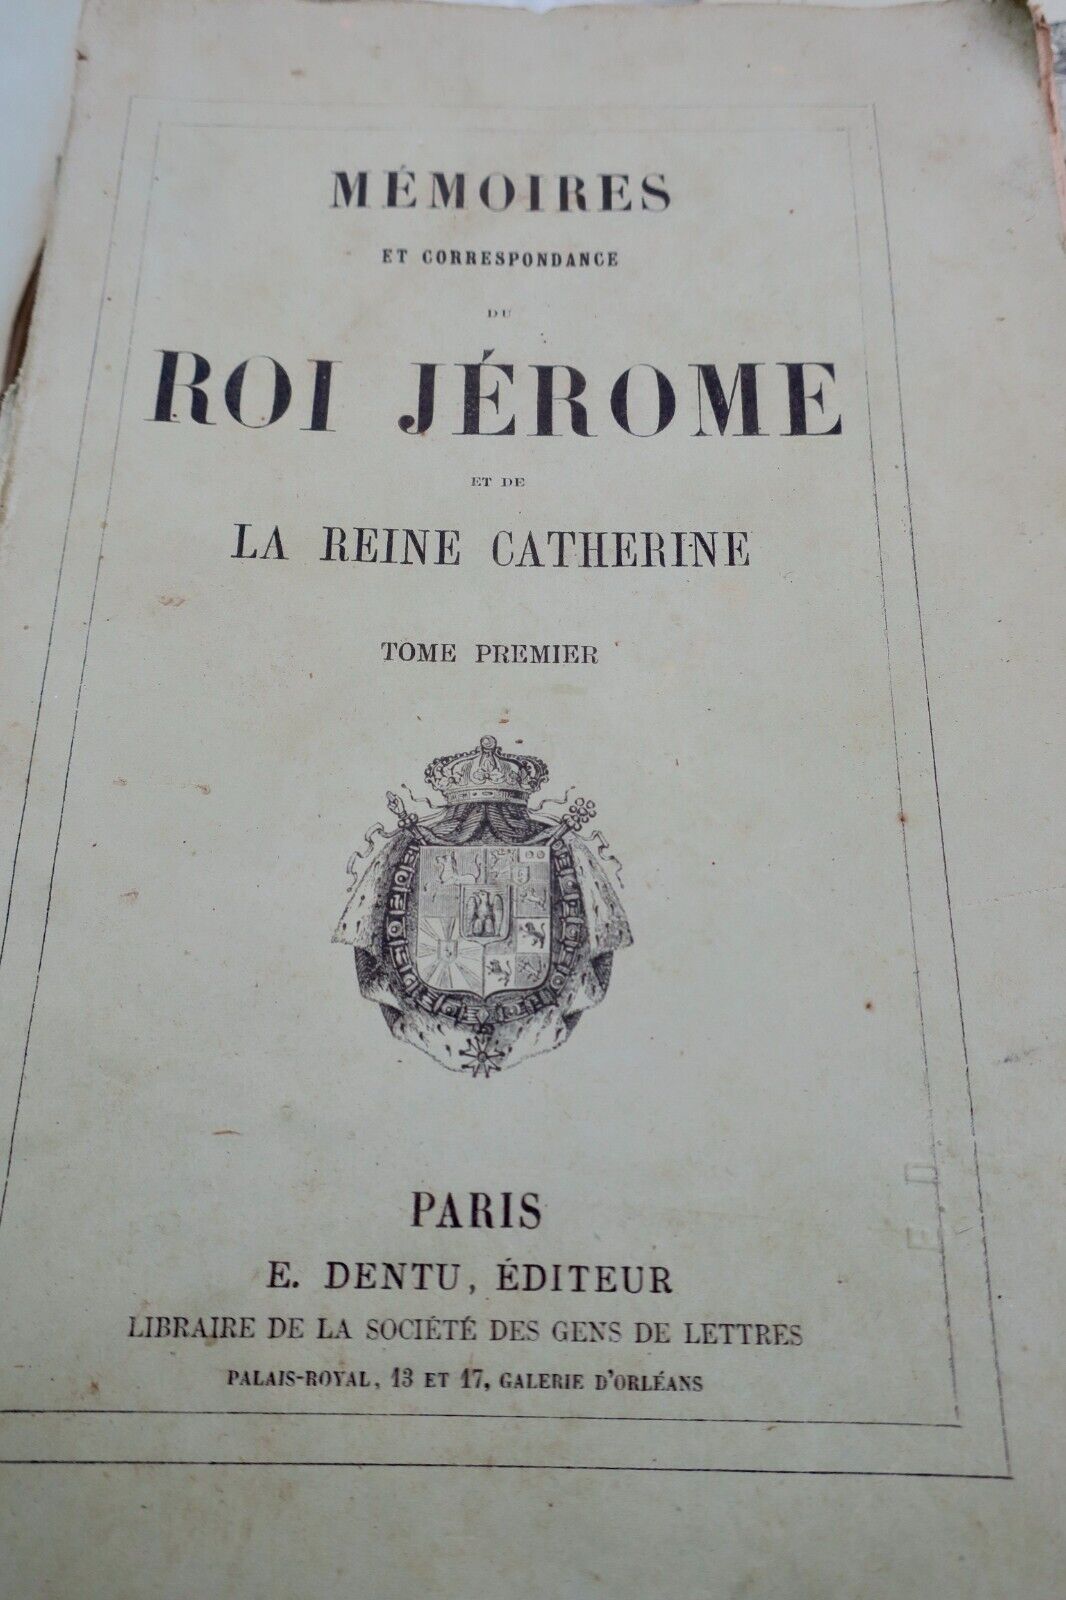 MÉMOIRES
ET CORRESPONDANCE
DU
ROI JÉROME
ET DE
LA REINE CATHERINE
TOME PREMIER
PARIS
E. DENTU, ÉDITEUR
LIBRAIRE DE LA SOCIÉTÉ DES GENS DE LETTRES
PALAIS-ROYAL, 13 ET 17, GALERIE D'ORLÉANS
E.D